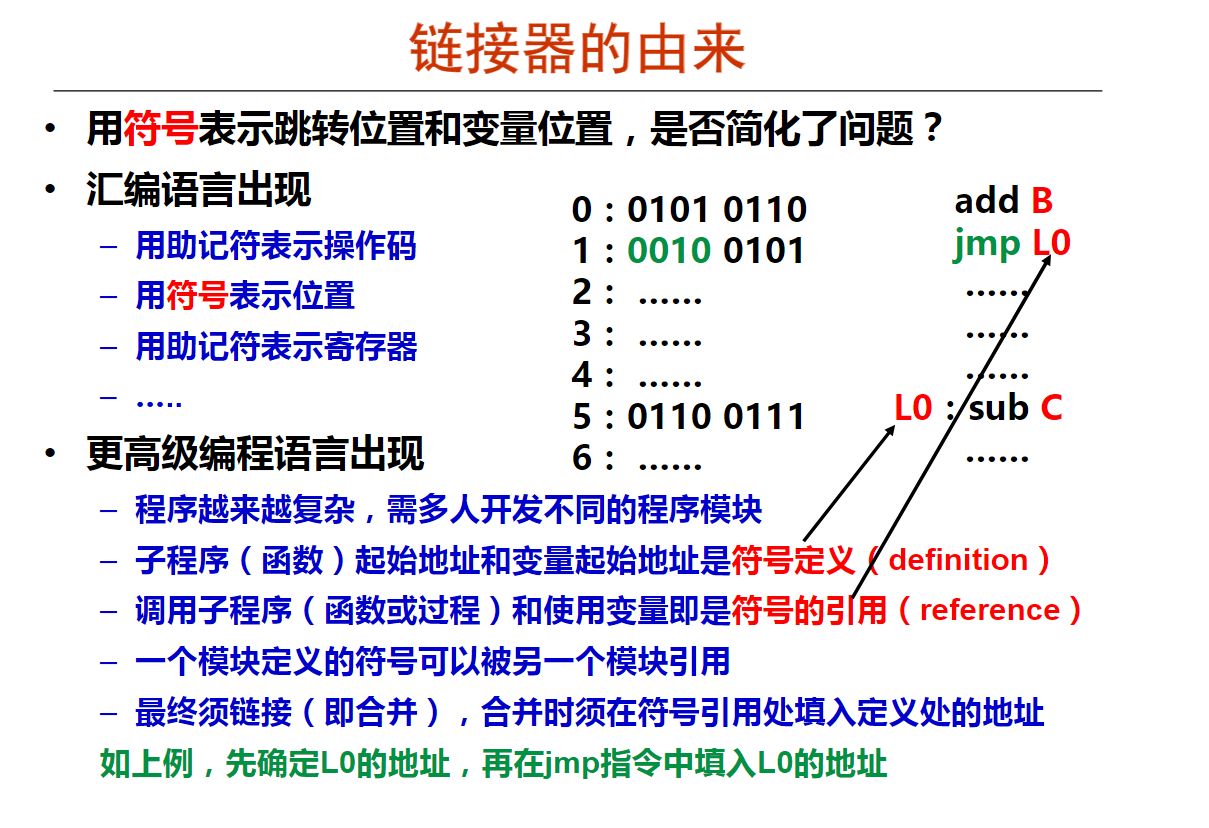 链接器的由来
• 用符号表示跳转位置和变量位置，是否简化了问题？
• 汇编语言出现
– 用助记符表示操作码
– 用符号表示位置
– 用助记符表示寄存器
– …..
0：0101 0110
1：0010 0101
2： ……
3： ……
4： ……
5：0110 0111
6： ……
add B
jmp L0
……
……
……
L0：sub C
……
• 更高级编程语言出现
– 程序越来越复杂，需多人开发不同的程序模块
– 子程序（函数）起始地址和变量起始地址是符号定义（definition）
– 调用子程序（函数或过程）和使用变量即是符号的引用（reference）
– 一个模块定义的符号可以被另一个模块引用
– 最终须链接（即合并），合并时须在符号引用处填入定义处的地址
如上例，先确定L0的地址，再在jmp指令中填入L0的地址